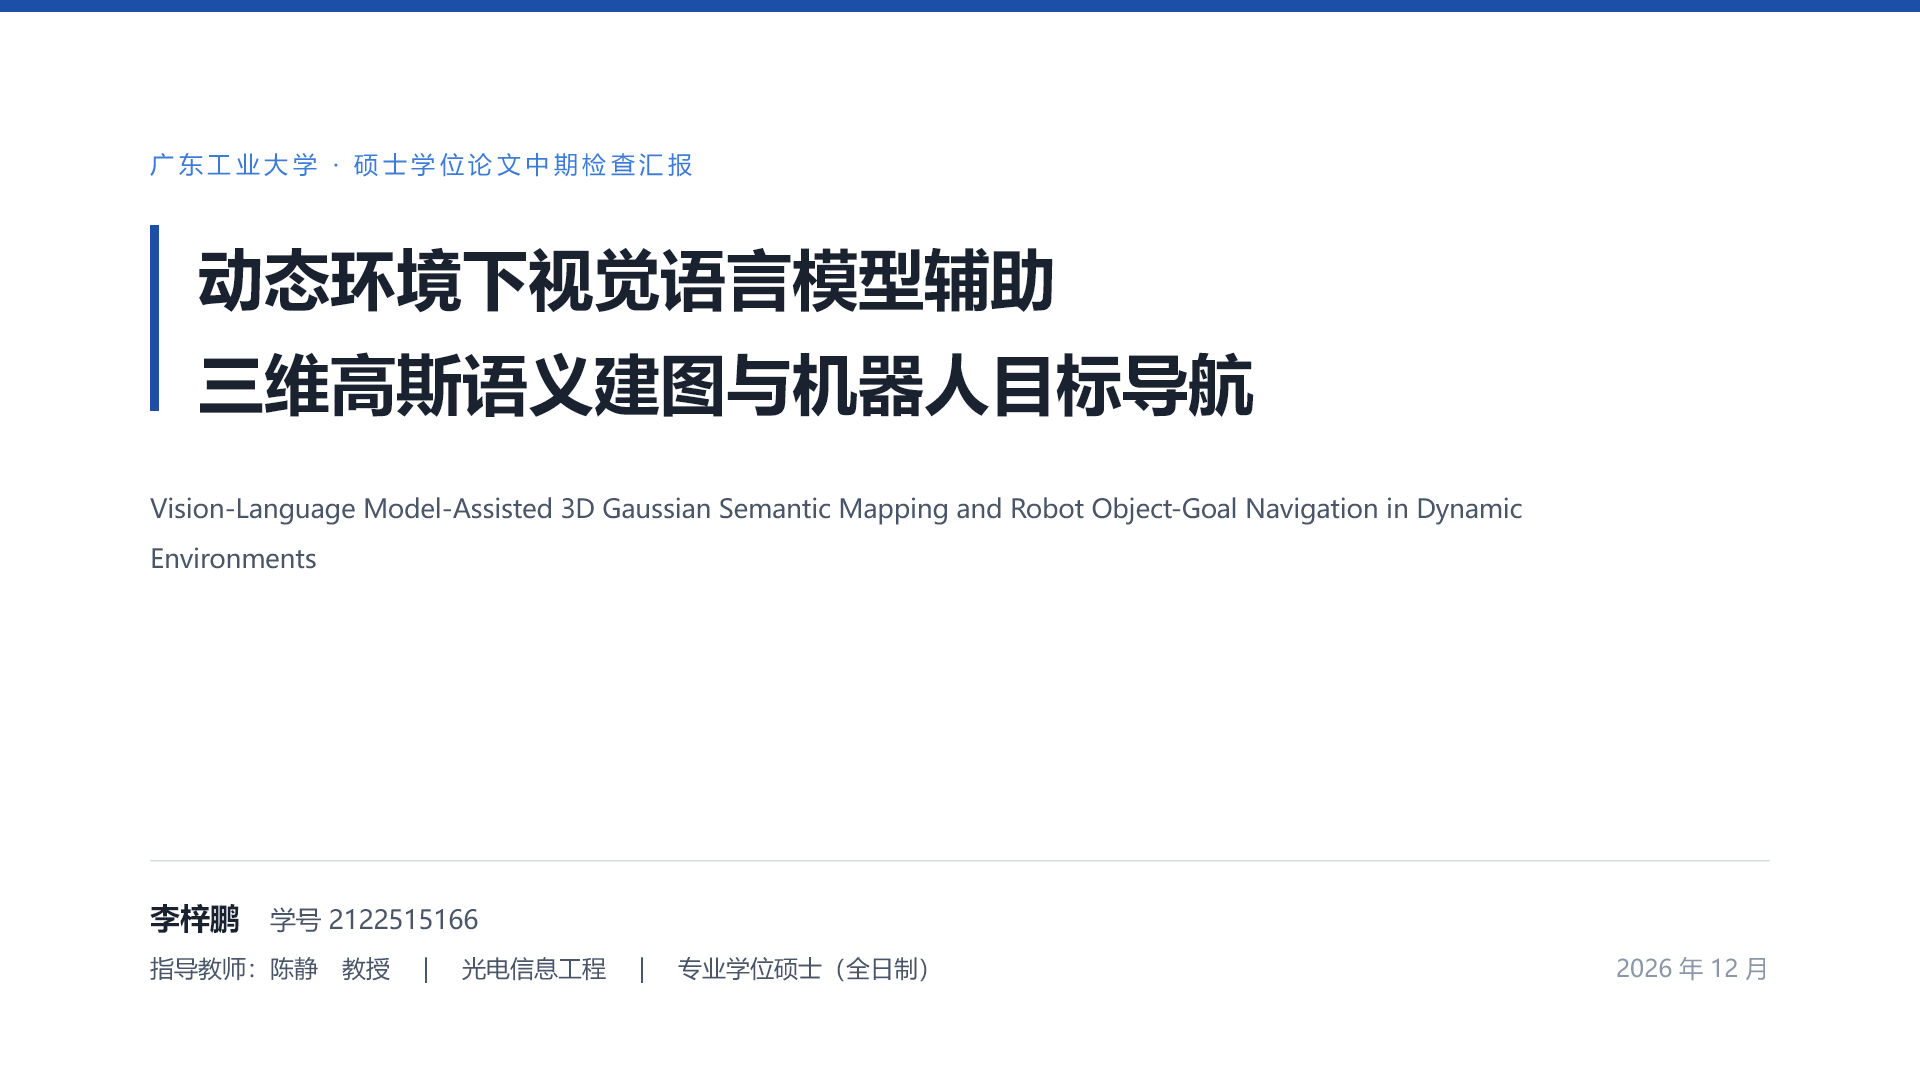 广东工业大学 · 硕士学位论文中期检查汇报
动态环境下视觉语言模型辅助
三维高斯语义建图与机器人目标导航
Vision-Language Model-Assisted 3D Gaussian Semantic Mapping and Robot Object-Goal Navigation in Dynamic
Environments
李梓鹏 学号 2122515166
指导教师：陈静 教授 | 光电信息工程 | 专业学位硕士（全日制）
2026 年 12 月